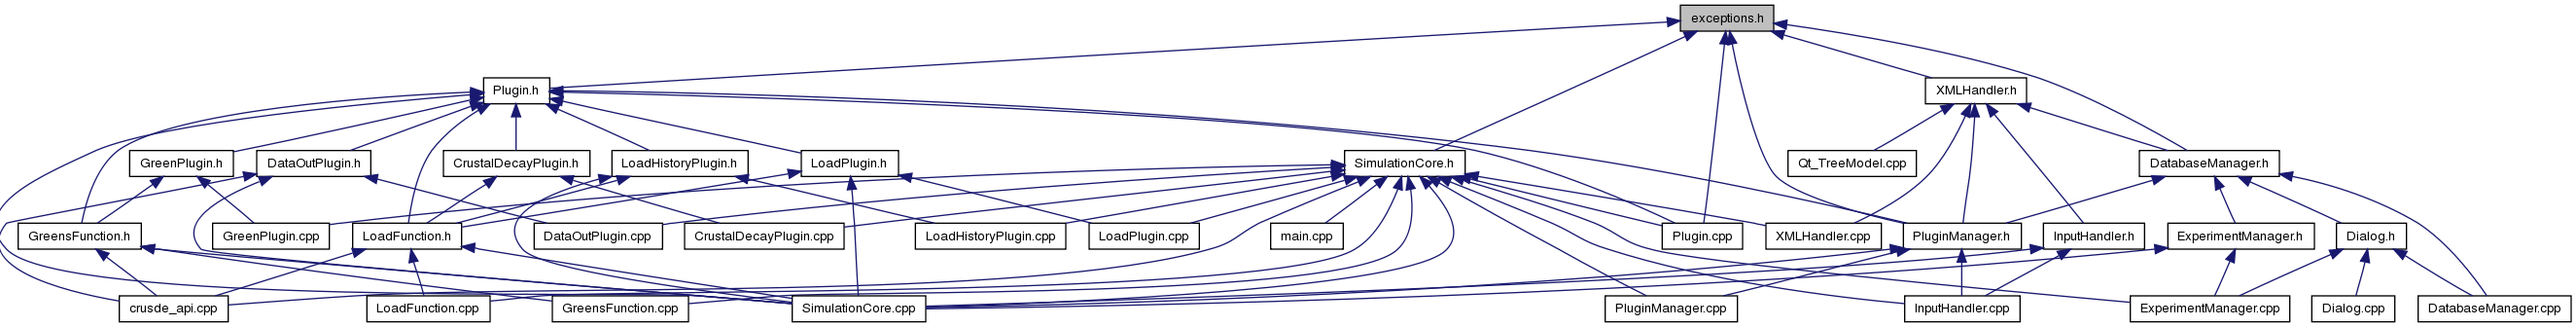 exceptions.h
Plugin.h
XMLHandler.h
GreenPlugin.h
DataOutPlugin.h
CrustalDecayPlugin.h
LoadHistoryPlugin.h
LoadPlugin.h
SimulationCore.h
Qt_TreeModel.cpp
DatabaseManager.h
GreensFunction.h
GreenPlugin.cpp
LoadFunction.h
DataOutPlugin.cpp
CrustalDecayPlugin.cpp
LoadHistoryPlugin.cpp
LoadPlugin.cpp
main.cpp
Plugin.cpp
XMLHandler.cpp
PluginManager.h
InputHandler.h
ExperimentManager.h
Dialog.h
crusde_api.cpp
LoadFunction.cpp
GreensFunction.cpp
SimulationCore.cpp
PluginManager.cpp
InputHandler.cpp
ExperimentManager.cpp
Dialog.cpp
DatabaseManager.cpp